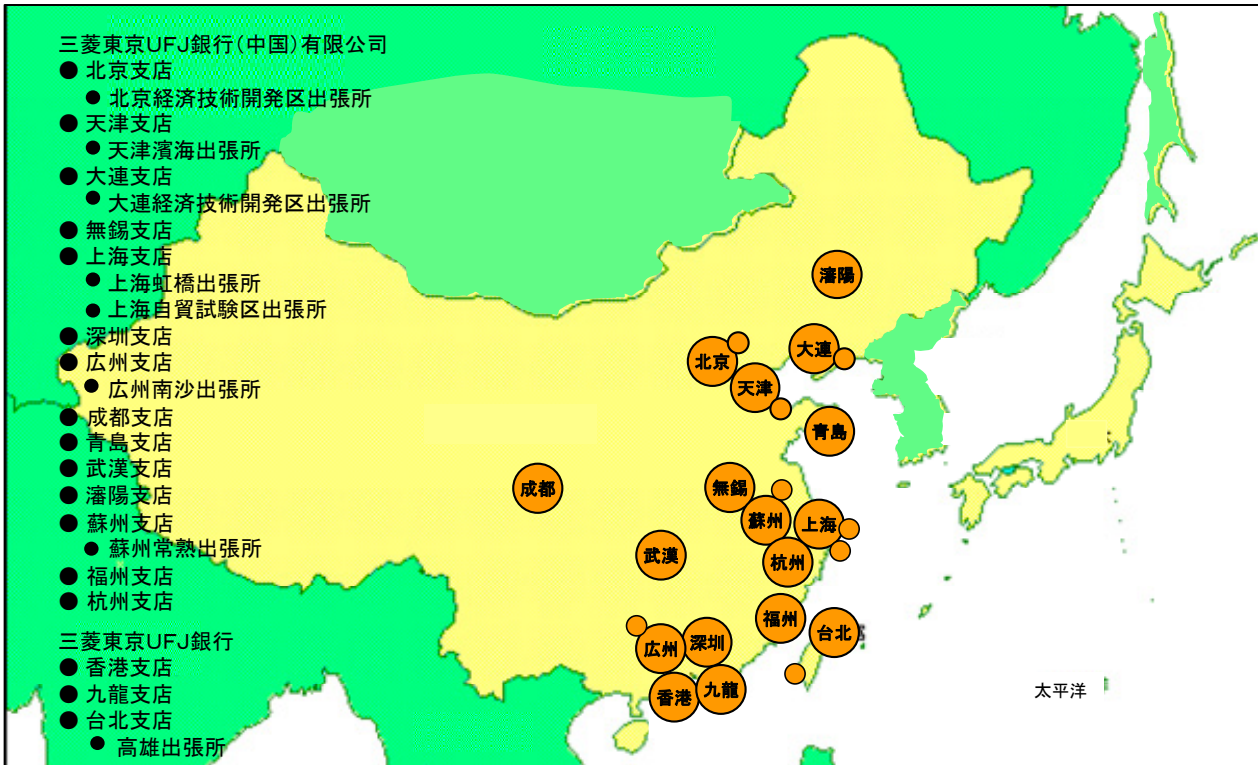 三菱東京UFJ銀行(中国)有限公司
● 北京支店
● 北京経済技術開発区出張所
● 天津支店
● 天津濱海出張所
● 大連支店
● 大連経済技術開発区出張所
● 無錫支店
● 上海支店
● 上海虹橋出張所
● 上海自貿試験区出張所
● 深圳支店
● 広州支店
● 広州南沙出張所
● 成都支店
● 青島支店
● 武漢支店
● 瀋陽支店
● 蘇州支店
● 蘇州常熟出張所
● 福州支店
● 杭州支店
三菱東京UFJ銀行
● 香港支店
● 九龍支店
● 台北支店
● 高雄出張所
瀋陽
大連
北京
天津
青島
成都
無錫
蘇州
上海
武漢
杭州
福州
台北
広州
深圳
香港
九龍
太平洋